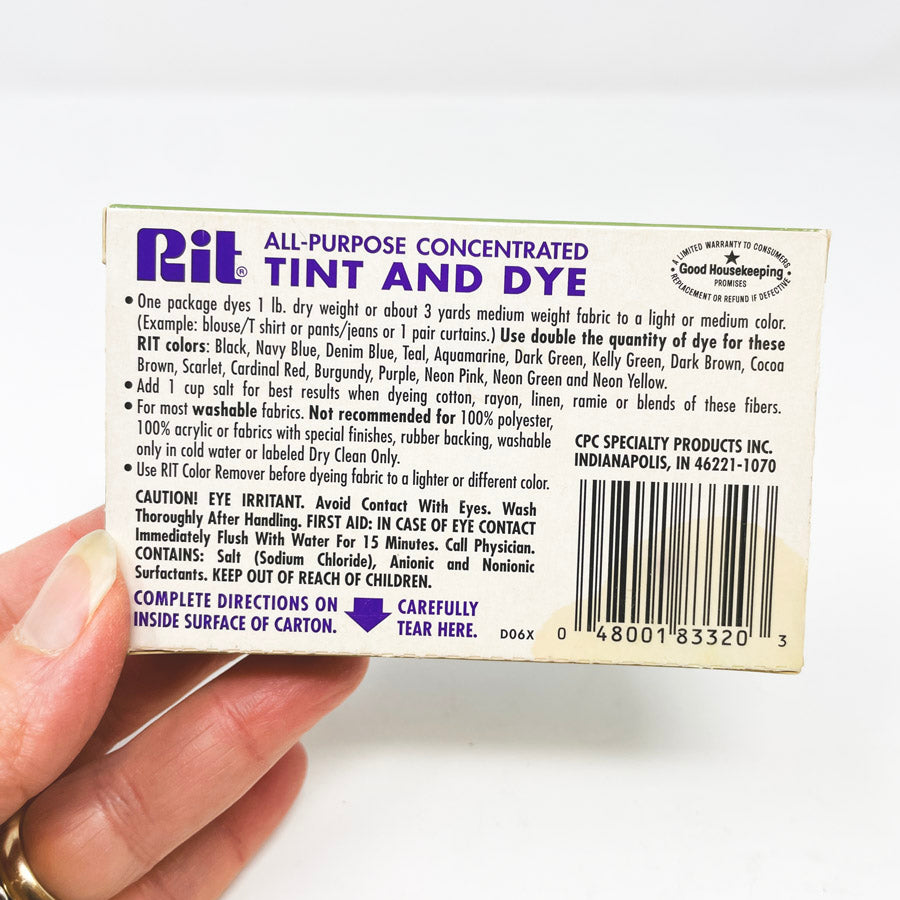 Rit® ALL-PURPOSE CONCENTRATED
TINT AND DYE
A LIMITED WARRANTY TO CONSUMERS
Good Housekeeping
PROMISES
REPLACEMENT OR REFUND IF DEFECTIVE
• One package dyes 1 lb. dry weight or about 3 yards medium weight fabric to a light or medium color.
(Example: blouse/T shirt or pants/jeans or 1 pair curtains.) Use double the quantity of dye for these
RIT colors: Black, Navy Blue, Denim Blue, Teal, Aquamarine, Dark Green, Kelly Green, Dark Brown, Cocoa
Brown, Scarlet, Cardinal Red, Burgundy, Purple, Neon Pink, Neon Green and Neon Yellow.
• Add 1 cup salt for best results when dyeing cotton, rayon, linen, ramie or blends of these fibers.
• For most washable fabrics. Not recommended for 100% polyester,
100% acrylic or fabrics with special finishes, rubber backing, washable
only in cold water or labeled Dry Clean Only.
• Use RIT Color Remover before dyeing fabric to a lighter or different color.
CAUTION! EYE IRRITANT. Avoid Contact With Eyes. Wash
Thoroughly After Handling. FIRST AID: IN CASE OF EYE CONTACT
Immediately Flush With Water For 15 Minutes. Call Physician.
CONTAINS: Salt (Sodium Chloride), Anionic and Nonionic
Surfactants. KEEP OUT OF REACH OF CHILDREN.
COMPLETE DIRECTIONS ON
INSIDE SURFACE OF CARTON.
CAREFULLY
TEAR HERE.
CPC SPECIALTY PRODUCTS INC.
INDIANAPOLIS, IN 46221-1070
D06X
0 48001 83320 3